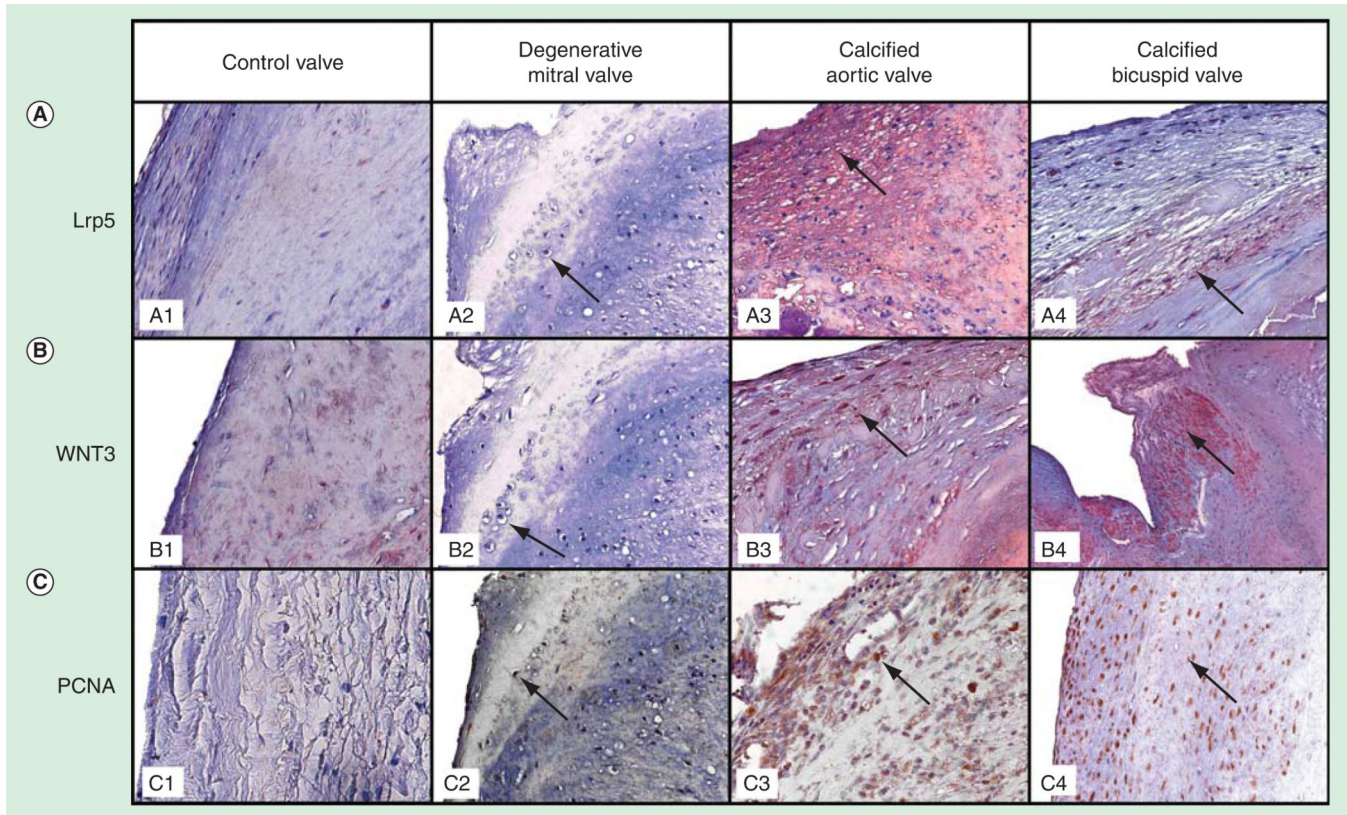 Control valve
Degenerative
mitral valve
Calcified
aortic valve
Calcified
bicuspid valve
A
Lrp5
A1
A2
A3
A4
B
WNT3
B1
B2
B3
B4
C
PCNA
C1
C2
C3
C4